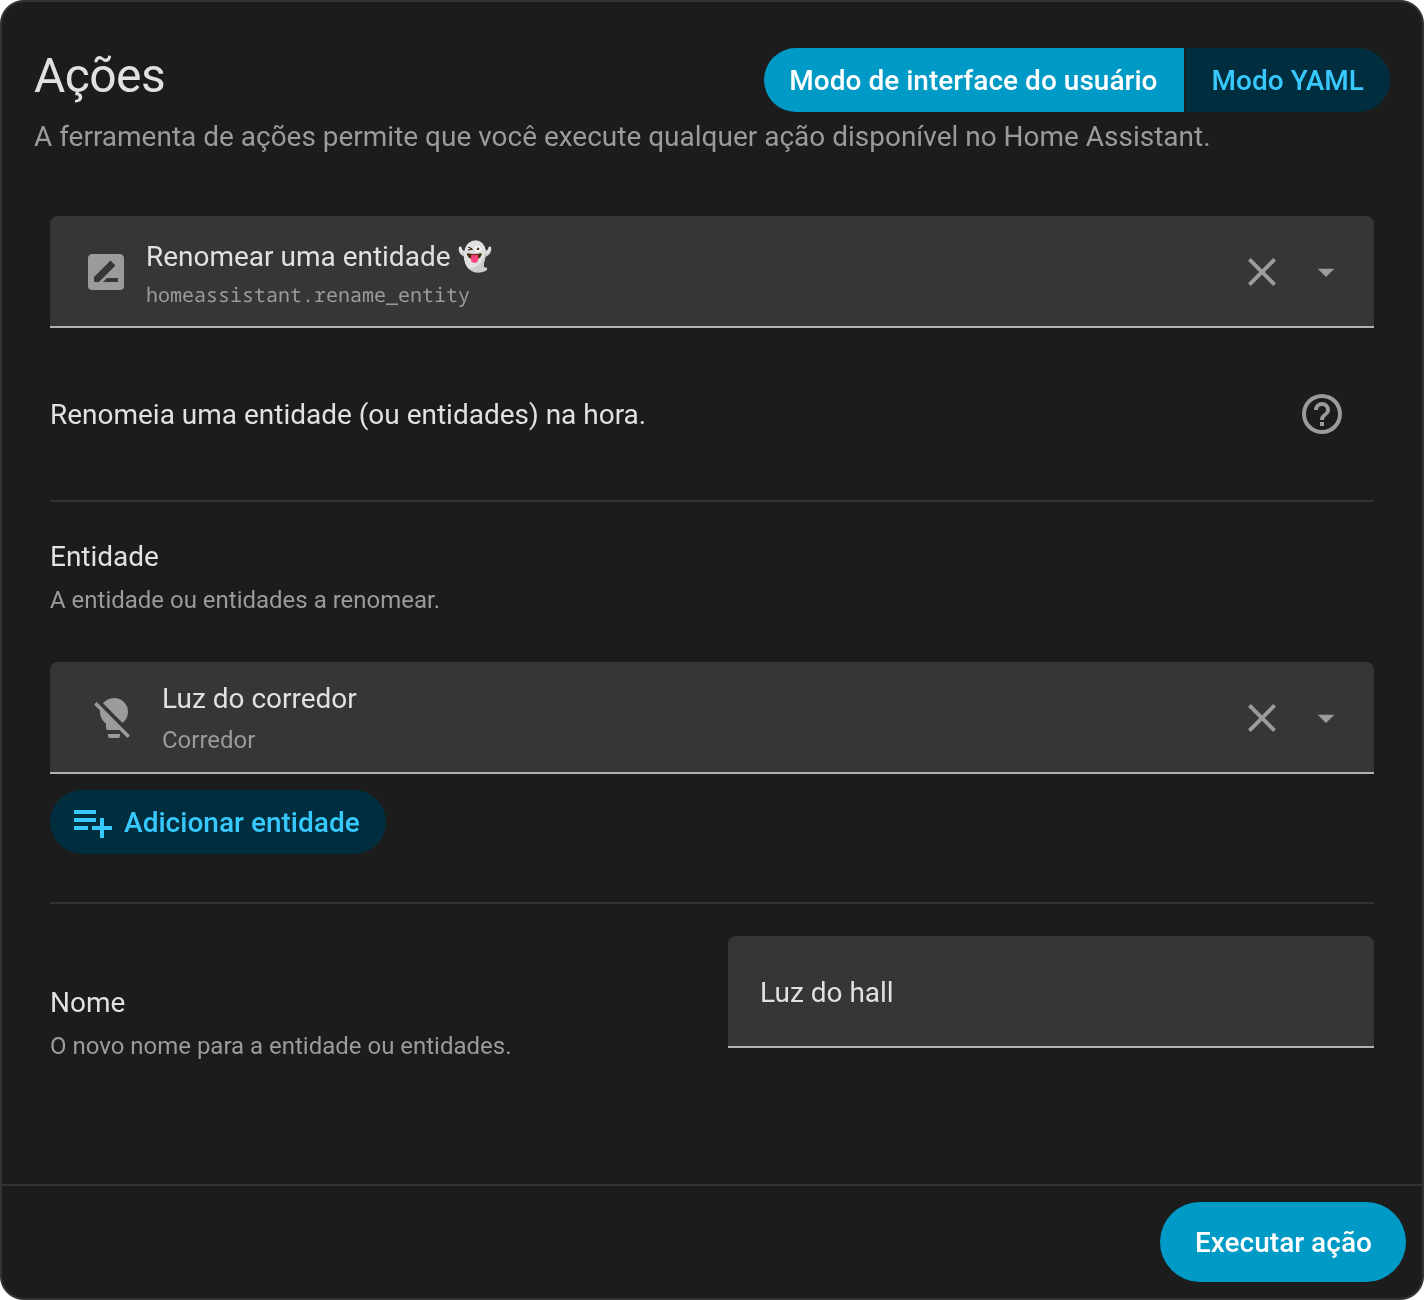 Ações
Modo de interface do usuário
Modo YAML
A ferramenta de ações permite que você execute qualquer ação disponível no Home Assistant.
Renomear uma entidade 👻
homeassistant.rename_entity
Renomeia uma entidade (ou entidades) na hora.
Entidade
A entidade ou entidades a renomear.
Luz do corredor
Corredor
Adicionar entidade
Nome
O novo nome para a entidade ou entidades.
Luz do hall
Executar ação